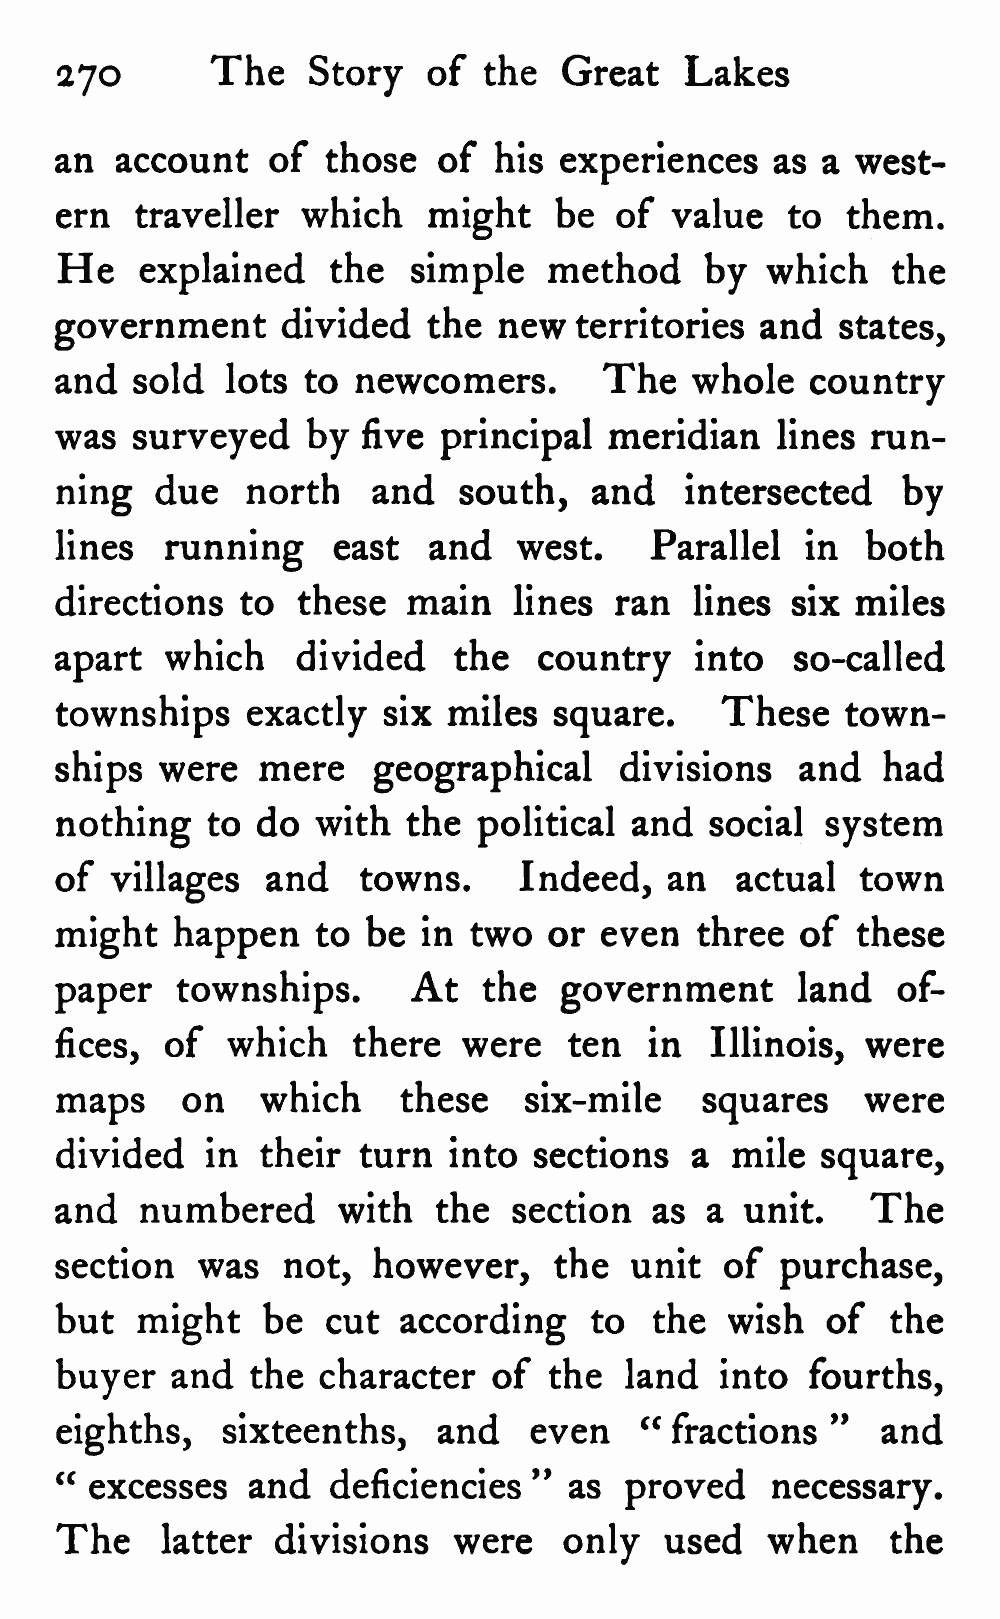 270 The Story of the Great Lakes
an account of those of his experiences as a west-
ern traveller which might be of value to them.
He explained the simple method by which the
government divided the new territories and states,
and sold lots to newcomers. The whole country
was surveyed by five principal meridian lines run-
ning due north and south, and intersected by
lines running east and west. Parallel in both
directions to these main lines ran lines six miles
apart which divided the country into so-called
townships exactly six miles square. These town-
ships were mere geographical divisions and had
nothing to do with the political and social system
of villages and towns. Indeed, an actual town
might happen to be in two or even three of these
paper townships. At the government land of-
fices, of which there were ten in Illinois, were
maps on which these six-mile squares were
divided in their turn into sections a mile square,
and numbered with the section as a unit. The
section was not, however, the unit of purchase,
but might be cut according to the wish of the
buyer and the character of the land into fourths,
eighths, sixteenths, and even “ fractions ” and
“ excesses and deficiencies ” as proved necessary.
The latter divisions were only used when the